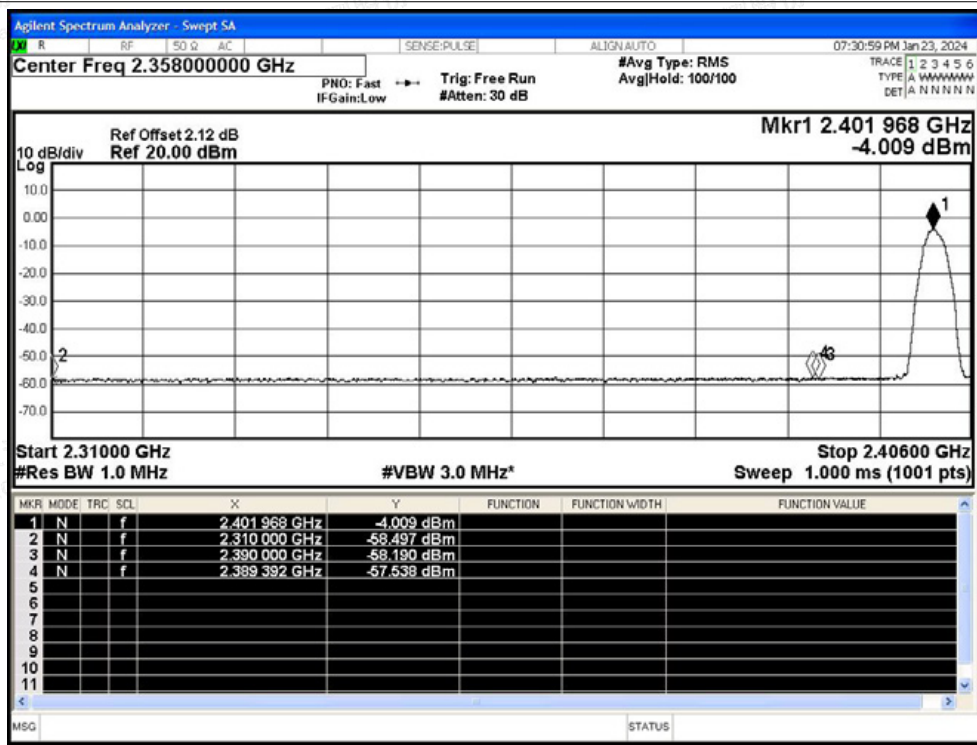 Agilent Spectrum Analyzer - Swept SA
LXI R RF 50 Ω AC SENSE:PULSE ALIGN AUTO 07:30:59 PM Jan 23, 2024
Center Freq 2.358000000 GHz
PNO: Fast
IFGain:Low
Trig: Free Run
#Atten: 30 dB
#Avg Type: RMS
Avg|Hold: 100/100
TRACE 1 2 3 4 5 6
TYPE A WWWWWW
DET A N N N N N
Mkr1 2.401 968 GHz
-4.009 dBm
Ref Offset 2.12 dB
10 dB/div Ref 20.00 dBm
Log
10.0
0.00
-10.0
-20.0
-30.0
-40.0
-50.0
-60.0
-70.0
1
2
4 3
Start 2.31000 GHz Stop 2.40600 GHz
#Res BW 1.0 MHz #VBW 3.0 MHz* Sweep 1.000 ms (1001 pts)
MKR MODE TRC SCL X Y FUNCTION FUNCTION WIDTH FUNCTION VALUE
1 N f 2.401 968 GHz -4.009 dBm
2 N f 2.310 000 GHz -58.497 dBm
3 N f 2.390 000 GHz -58.190 dBm
4 N f 2.389 392 GHz -57.538 dBm
5
6
7
8
9
10
11
MSG STATUS